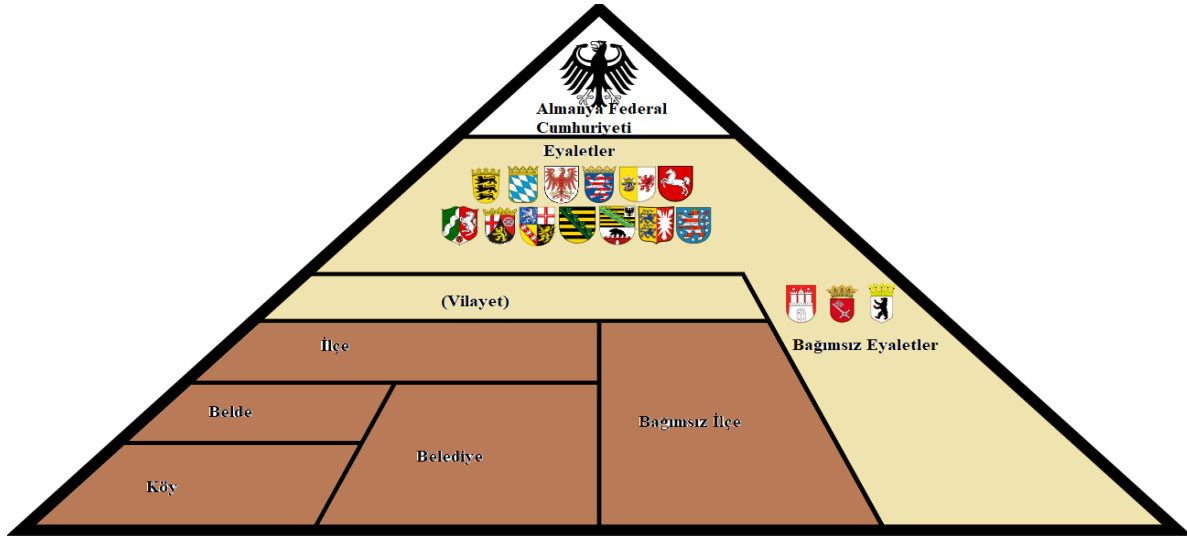 Almanya Federal
Cumhuriyeti
Eyaletler
(Vilayet)
Bağımsız Eyaletler
İlçe
Belde
Bağımsız İlçe
Belediye
Köy